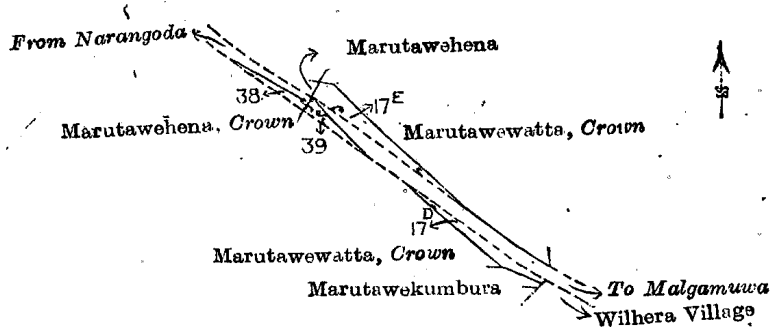 From Narangoda
Marutawehena
38
17E
Marutawehena, Crown
Marutawewatta, Crown
39
17D
Marutawewatta, Crown
Marutawekumbura
To Malgamuwa
Wilhera Village